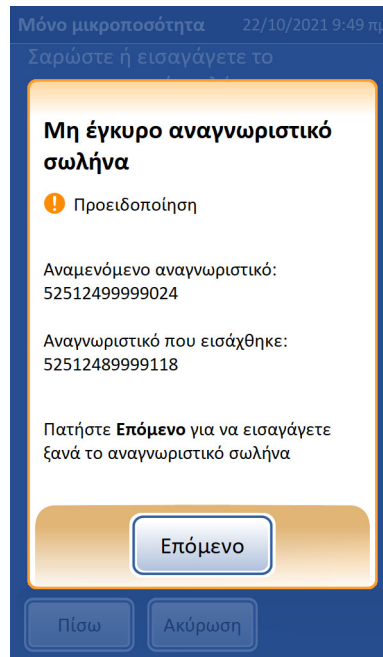 Μόνο μικροποσότητα 22/10/2021 9:49 πμ
Σαρώστε ή εισαγάγετε το
Μη έγκυρο αναγνωριστικό
σωλήνα
Προειδοποίηση
Αναμενόμενο αναγνωριστικό:
52512499999024
Αναγνωριστικό που εισάχθηκε:
52512489999118
Πατήστε Επόμενο για να εισαγάγετε
ξανά το αναγνωριστικό σωλήνα
Επόμενο
Πίσω Ακύρωση